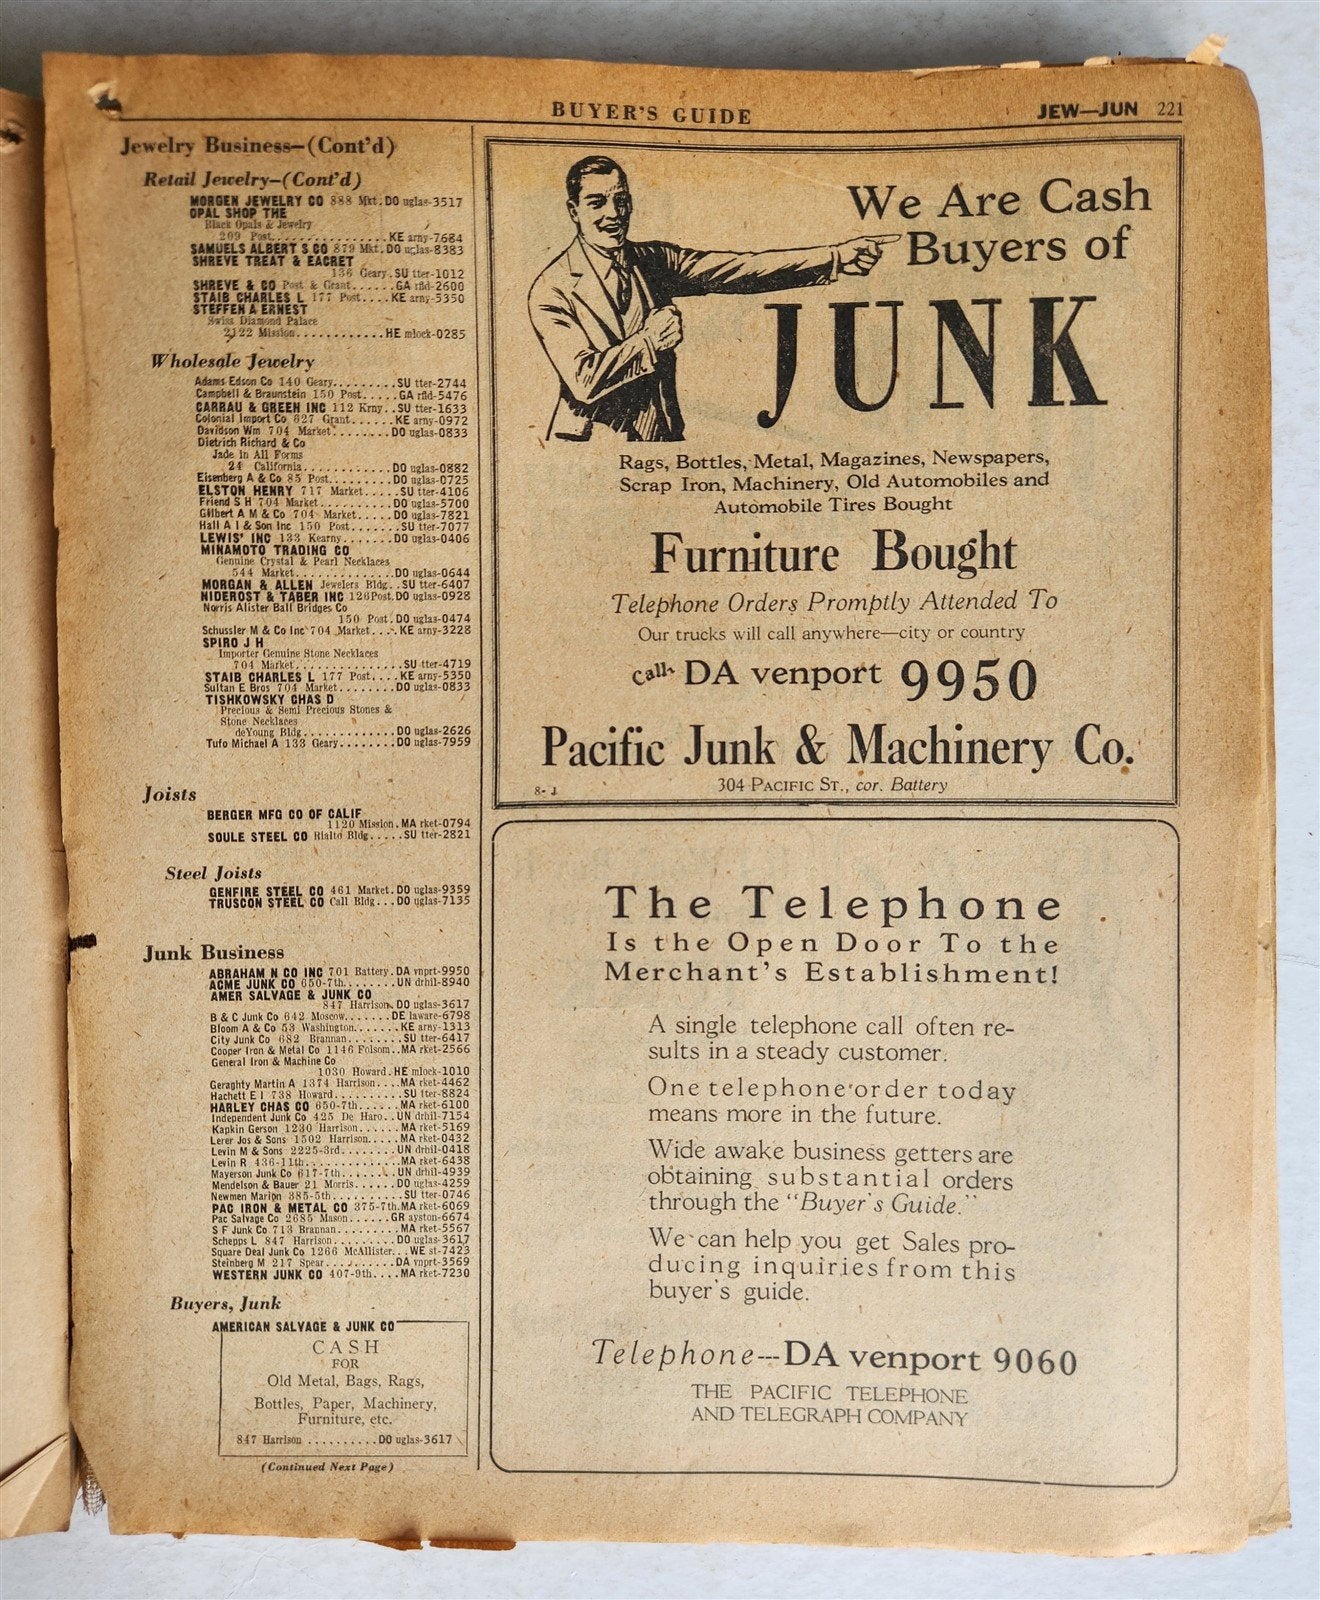 BUYER'S GUIDE JEW—JUN 221
Jewelry Business—(Cont'd)
Retail Jewelry—(Cont'd)
MORGEN JEWELRY CO 888 Mkt.DO uglas-3517
OPAL SHOP THE
Black Opals & Jewelry
209 Post................KE arny-7684
SAMUELS ALBERT S CO 879 Mkt.DO uglas-8383
SHREVE TREAT & EACRET
136 Geary.SU tter-1012
SHREVE & CO Post & Grant......GA rfld-2600
STAIB CHARLES L 177 Post....KE arny-5350
STEFFEN A ERNEST
Swiss Diamond Palace
2122 Mission............HE mlock-0285
Wholesale Jewelry
Adams Edson Co 140 Geary.........SU tter-2744
Campbell & Braunstein 150 Post.....GA rfld-5476
CARRAU & GREEN INC 112 Krny..SU tter-1633
Colonial Import Co 627 Grant......KE arny-0972
Davidson Wm 704 Market.........DO uglas-0833
Dietrich Richard & Co
Jade in All Forms
24 California............DO uglas-0882
Eisenberg A & Co 85 Post.........DO uglas-0725
ELSTON HENRY 717 Market.....SU tter-4106
Friend S H 704 Market..........DO uglas-5700
Gilbert A M & Co 704 Market.....DO uglas-7821
Hall A I & Son Inc 150 Post.......SU tter-7077
LEWIS' INC 133 Kearny.......DO uglas-0406
MINAMOTO TRADING CO
Genuine Crystal & Pearl Necklaces
544 Market..............DO uglas-0644
MORGAN & ALLEN Jewelers Bldg..SU tter-6407
NIDEROST & TABER INC 126Post.DO uglas-0928
Norris Alister Ball Bridges Co
150 Post.DO uglas-0474
Schussler M & Co Inc 704 Market....KE arny-3228
SPIRO J H
Importer Genuine Stone Necklaces
704 Market...............SU tter-4719
STAIB CHARLES L 177 Post....KE arny-5350
Sultan E Bros 704 Market........DO uglas-0833
TISHKOWSKY CHAS D
Precious & Semi Precious Stones &
Stone Necklaces
deYoung Bldg.............DO uglas-2626
Tufo Michael A 133 Geary........DO uglas-7959
Joists
BERGER MFG CO OF CALIF
1120 Mission.MA rket-0794
SOULE STEEL CO Rialto Bldg.....SU tter-2821
Steel Joists
GENFIRE STEEL CO 461 Market.DO uglas-9359
TRUSCON STEEL CO Call Bldg...DO uglas-7135
Junk Business
ABRAHAM N CO INC 701 Battery.DA vnprt-9950
ACME JUNK CO 650-7th........UN drhil-8940
AMER SALVAGE & JUNK CO
847 Harrison.DO uglas-3617
B & C Junk Co 642 Moscow.......DE laware-6798
Bloom A & Co 53 Washington.......KE arny-1313
City Junk Co 682 Brannan........SU tter-6417
Cooper Iron & Metal Co 1146 Folsom..MA rket-2566
General Iron & Machine Co
1030 Howard.HE mlock-1010
Geraghty Martin A 1374 Harrison....MA rket-4462
Hachett E I 738 Howard..........SU tter-8824
HARLEY CHAS CO 650-7th......MA rket-6100
Independent Junk Co 425 De Haro..UN drhil-7154
Kapkin Gerson 1230 Harrison......MA rket-5169
Lerer Jos & Sons 1502 Harrison.....MA rket-0432
Levin M & Sons 2225-3rd........UN drhil-0418
Levin R 436-11th..............MA rket-6438
Mayerson Junk Co 617-7th........UN drhil-4939
Mendelson & Bauer 21 Morris......DO uglas-4259
Newmen Marion 385-5th..........SU tter-0746
PAC IRON & METAL CO 375-7th.MA rket-6069
Pac Salvage Co 2685 Mason......GR ayston-6674
S F Junk Co 713 Brannan.........MA rket-5567
Schepps L 847 Harrison.........DO uglas-3617
Square Deal Junk Co 1266 McAllister...WE st-7423
Steinberg M 217 Spear...........DA vnprt-3569
WESTERN JUNK CO 407-9th....MA rket-7230
Buyers, Junk
AMERICAN SALVAGE & JUNK CO
CASH
FOR
Old Metal, Bags, Rags,
Bottles, Paper, Machinery,
Furniture, etc.
847 Harrison ..........DO uglas-3617
(Continued Next Page)
We Are Cash
Buyers of
JUNK
Rags, Bottles, Metal, Magazines, Newspapers,
Scrap Iron, Machinery, Old Automobiles and
Automobile Tires Bought
Furniture Bought
Telephone Orders Promptly Attended To
Our trucks will call anywhere—city or country
Call- DA venport 9950
Pacific Junk & Machinery Co.
304 PACIFIC ST., cor. Battery
8- J
The Telephone
Is the Open Door To the
Merchant's Establishment!
A single telephone call often re-
sults in a steady customer.
One telephone order today
means more in the future.
Wide awake business getters are
obtaining substantial orders
through the "Buyer's Guide."
We can help you get Sales pro-
ducing inquiries from this
buyer's guide.
Telephone---DA venport 9060
THE PACIFIC TELEPHONE
AND TELEGRAPH COMPANY